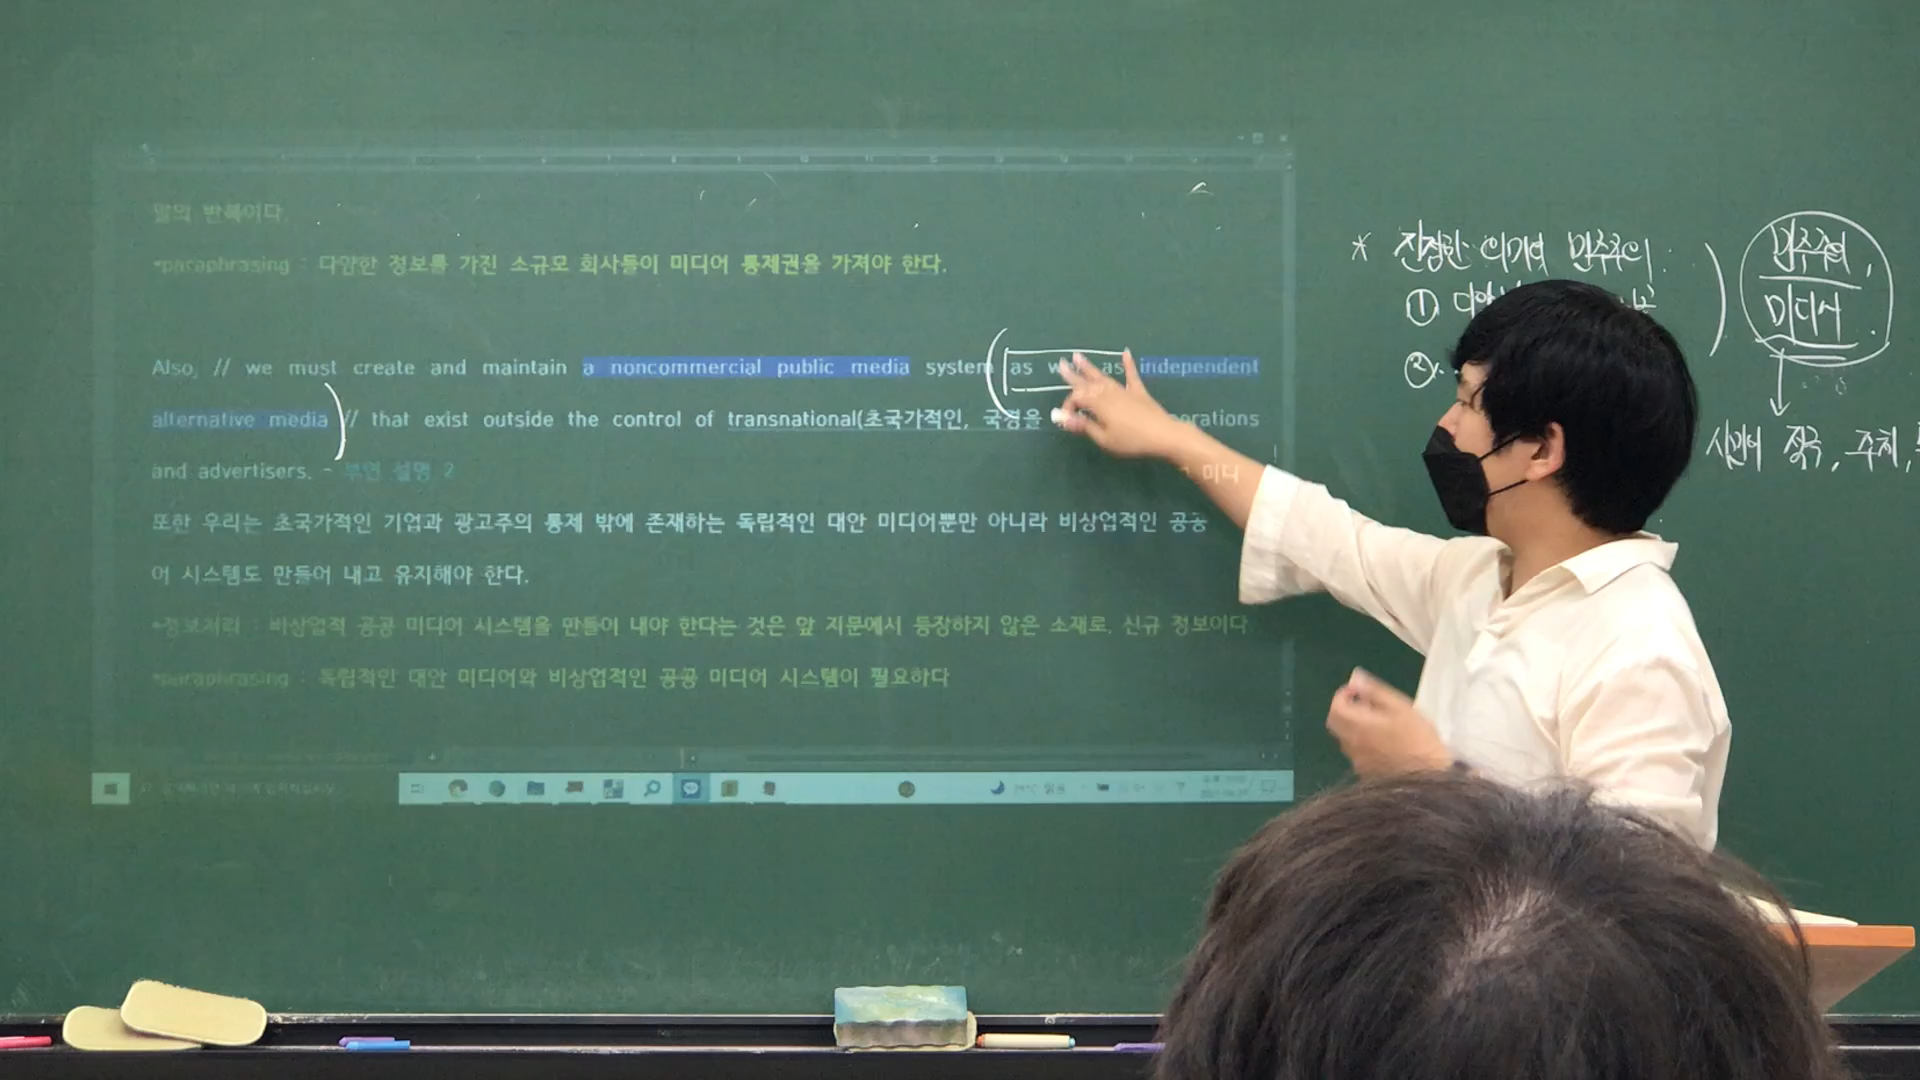 말의 반복이다.
*paraphrasing : 다양한 정보를 가진 소규모 회사들이 미디어 통제권을 가져야 한다.
Also, // we must create and maintain a noncommercial public media system (as well as independent
alternative media) // that exist outside the control of transnational(초국가적인, 국경을
and advertisers. - 부연 설명 2
또한 우리는 초국가적인 기업과 광고주의 통제 밖에 존재하는 독립적인 대안 미디어뿐만 아니라 비상업적인 공공 미디
어 시스템도 만들어 내고 유지해야 한다.
*정보처리 : 비상업적 공공 미디어 시스템을 만들어 내야 한다는 것은 앞 지문에서 등장하지 않은 소재로, 신규 정보이다
*paraphrasing : 독립적인 대안 미디어와 비상업적인 공공 미디어 시스템이 필요하다
* 진정한 의미의 민주주의 :
①
②
민주주의,
미디어.
시민의 적극, 주체,